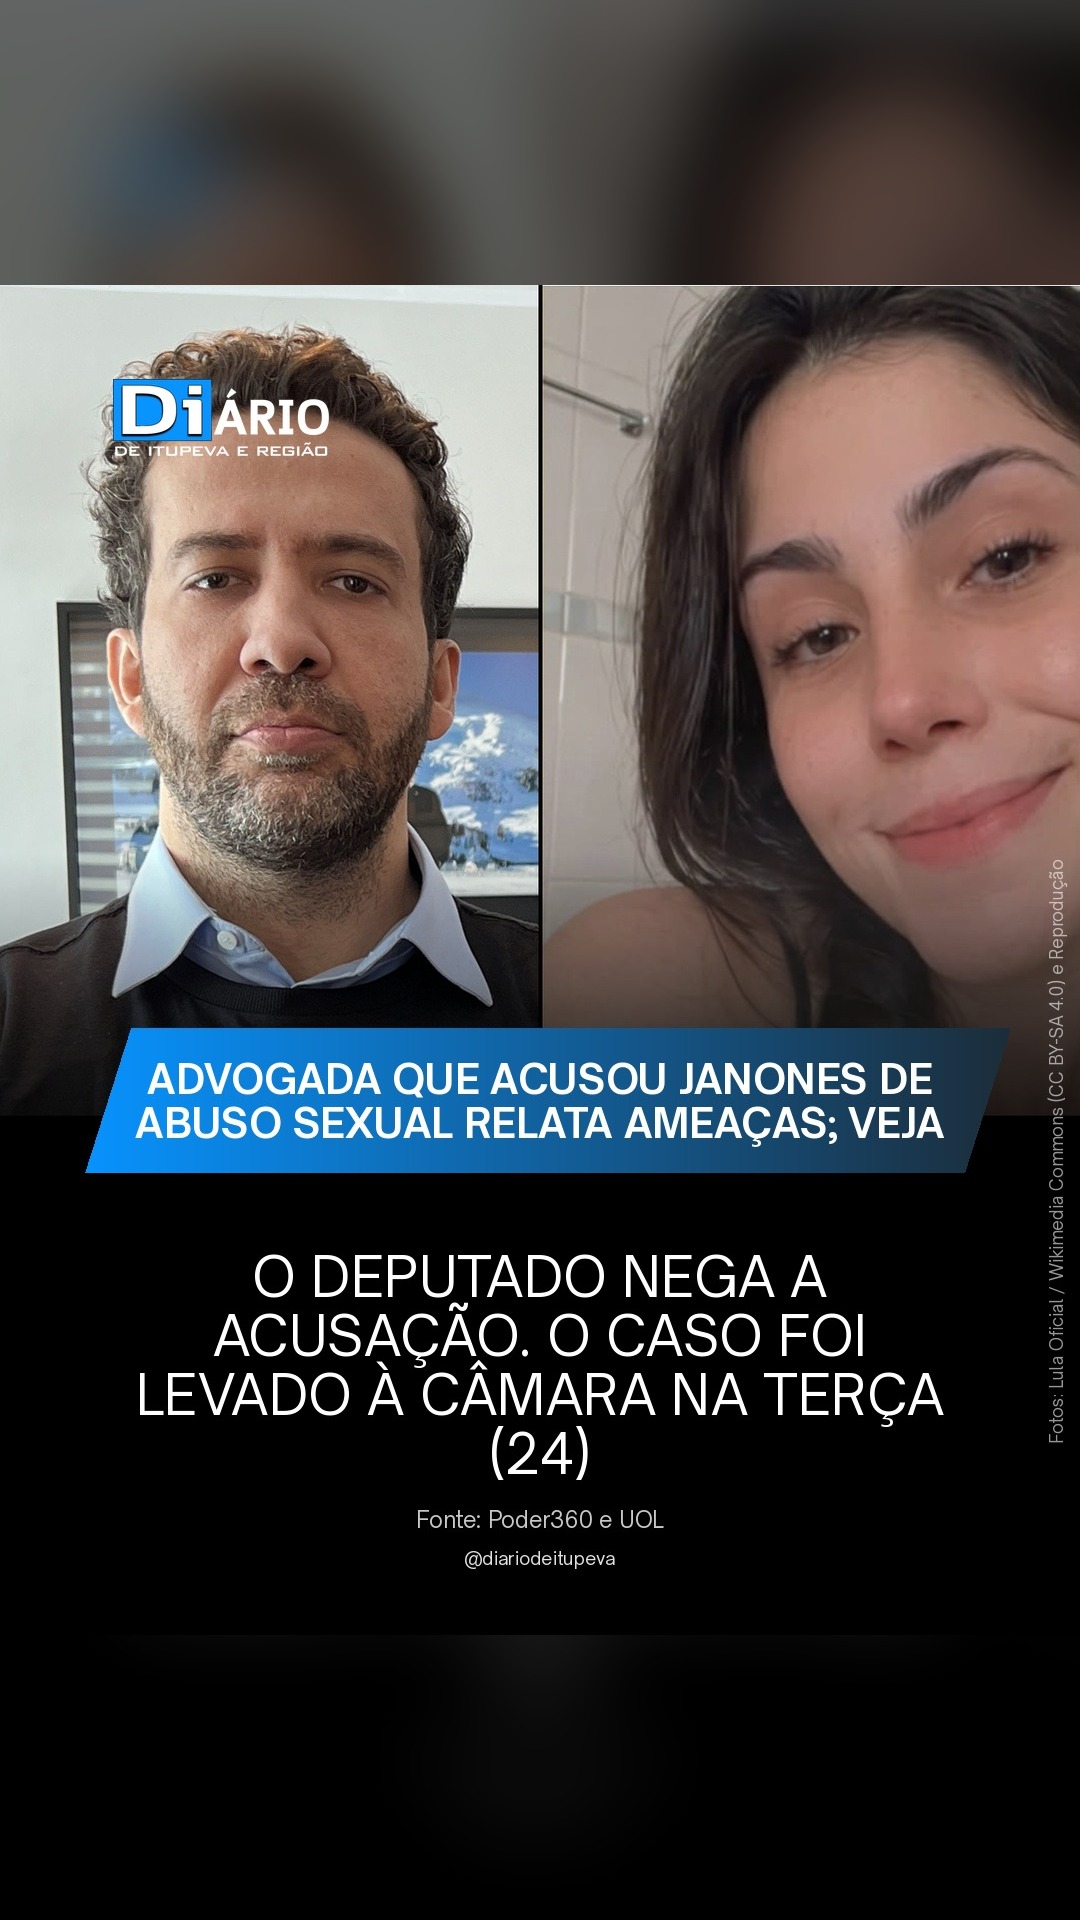 DiÁRIO
DE ITUPEVA E REGIÃO
ADVOGADA QUE ACUSOU JANONES DE
ABUSO SEXUAL RELATA AMEAÇAS; VEJA
O DEPUTADO NEGA A
ACUSAÇÃO. O CASO FOI
LEVADO À CÂMARA NA TERÇA
(24)
Fonte: Poder360 e UOL
@diariodeitupeva
Fotos: Lula Oficial / Wikimedia Commons (CC BY-SA 4.0) e Reprodução